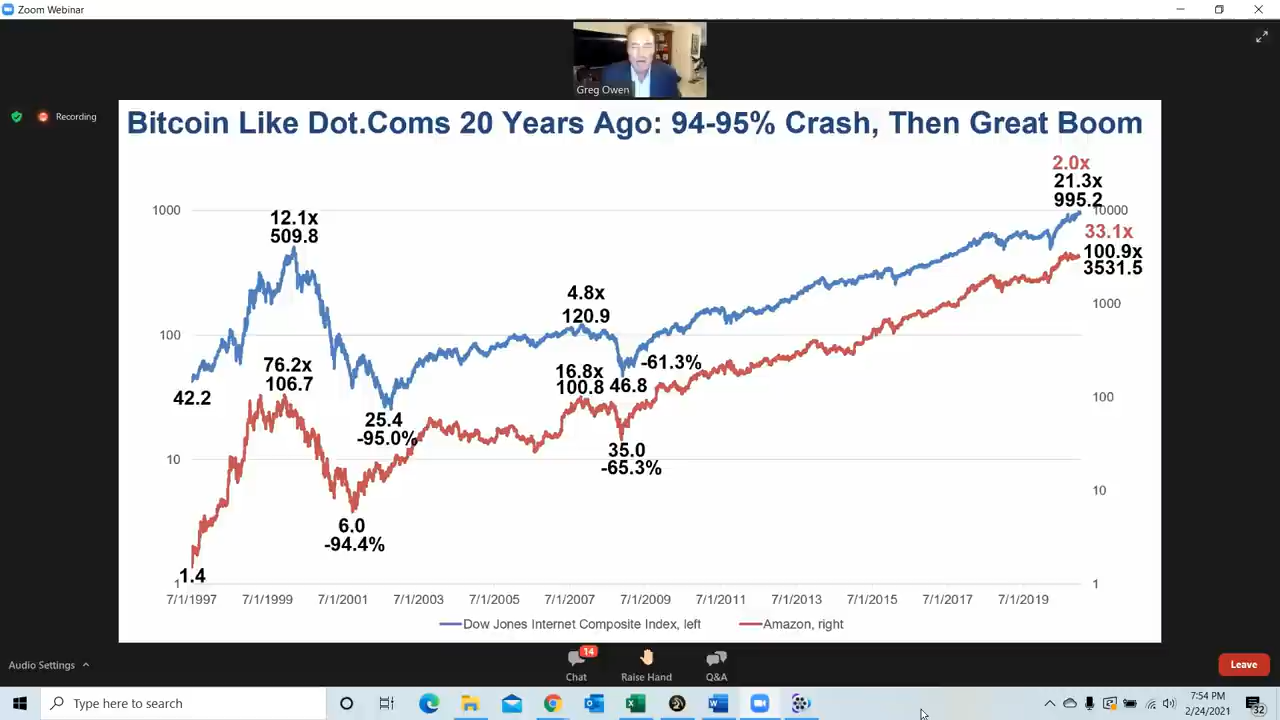 Zoom Webinar
Greg Owen
Recording
Bitcoin Like Dot.Coms 20 Years Ago: 94-95% Crash, Then Great Boom
2.0x
21.3x
995.2
1000
10000
12.1x
509.8
33.1x
100.9x
3531.5
4.8x
120.9
1000
100
76.2x
106.7
16.8x
100.8
46.8
-61.3%
42.2
100
25.4
-95.0%
35.0
-65.3%
10
10
6.0
-94.4%
1.4
1
1
7/1/1997
7/1/1999
7/1/2001
7/1/2003
7/1/2005
7/1/2007
7/1/2009
7/1/2011
7/1/2013
7/1/2015
7/1/2017
7/1/2019
Dow Jones Internet Composite Index, left
Amazon, right
Audio Settings
14
Chat
Raise Hand
Q&A
Leave
Type here to search
7:54 PM
2/24/2021
32